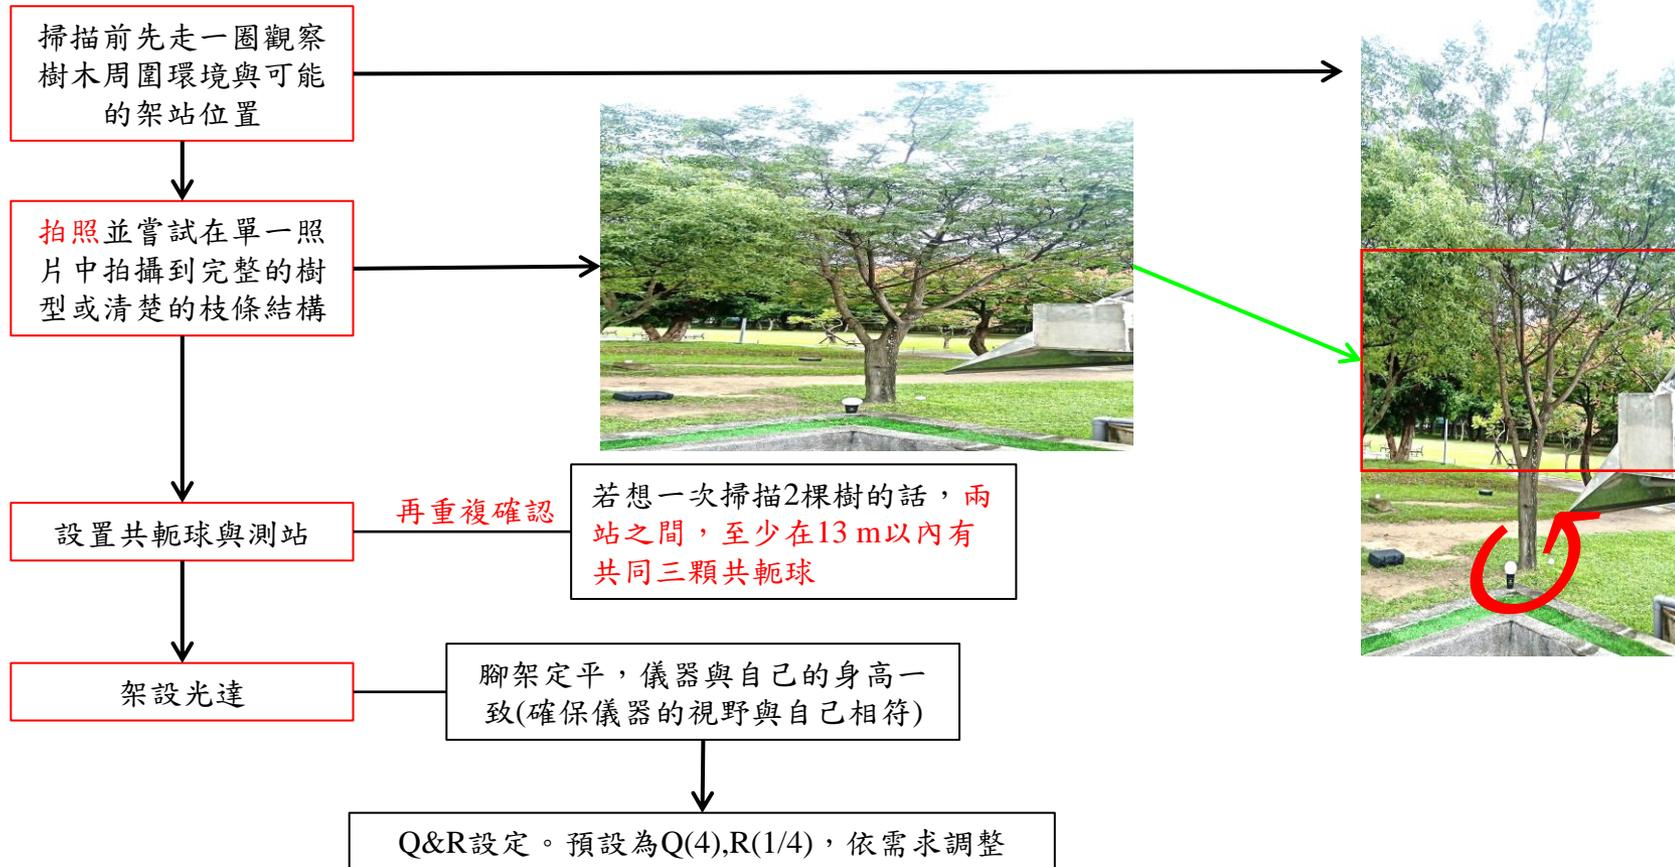 掃描前先走一圈觀察
樹木周圍環境與可能
的架站位置
拍照並嘗試在單一照
片中拍攝到完整的樹
型或清楚的枝條結構
設置共軛球與測站
再重複確認
若想一次掃描2棵樹的話，兩
站之間，至少在13 m以內有
共同三顆共軛球
架設光達
腳架定平，儀器與自己的身高一
致(確保儀器的視野與自己相符)
Q&R設定。預設為Q(4),R(1/4)，依需求調整